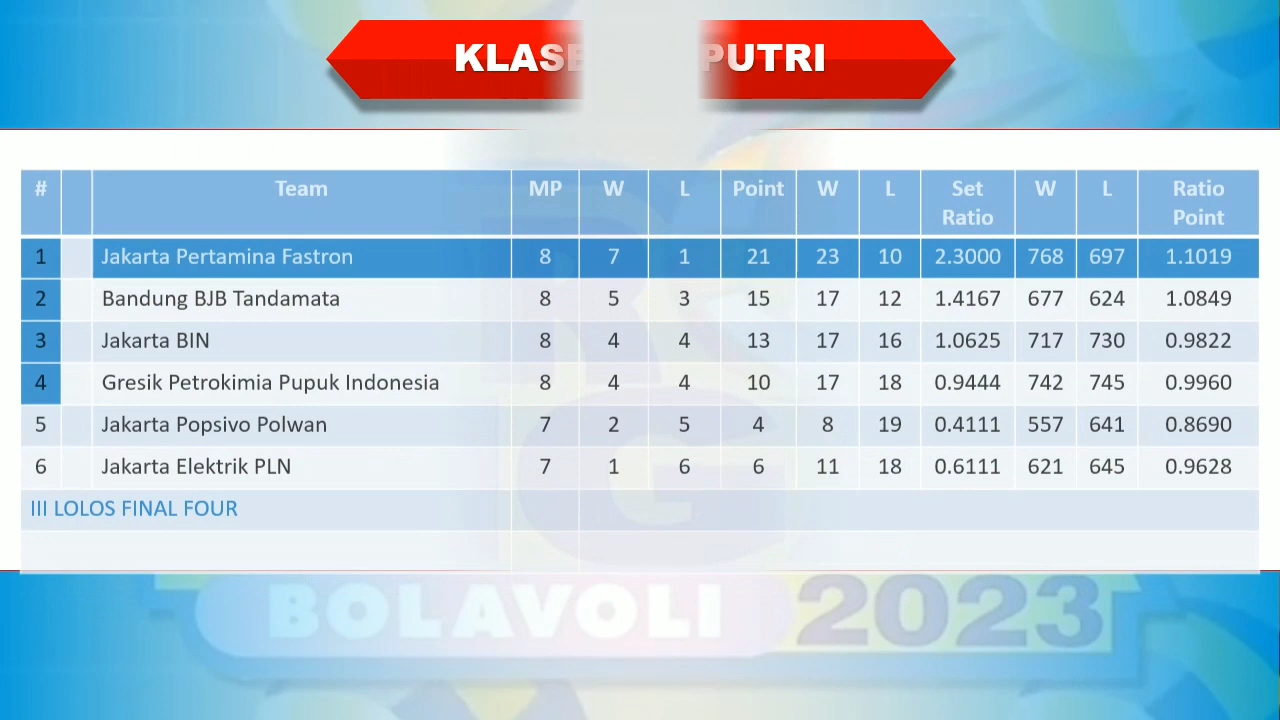 KLAS PUTRI
# Team MP W L Point W L Set Ratio W L Ratio Point
1 Jakarta Pertamina Fastron 8 7 1 21 23 10 2.3000 768 697 1.1019
2 Bandung BJB Tandamata 8 5 3 15 17 12 1.4167 677 624 1.0849
3 Jakarta BIN 8 4 4 13 17 16 1.0625 717 730 0.9822
4 Gresik Petrokimia Pupuk Indonesia 8 4 4 10 17 18 0.9444 742 745 0.9960
5 Jakarta Popsivo Polwan 7 2 5 4 8 19 0.4111 557 641 0.8690
6 Jakarta Elektrik PLN 7 1 6 6 11 18 0.6111 621 645 0.9628
III LOLOS FINAL FOUR
BOLAVOLI 2023